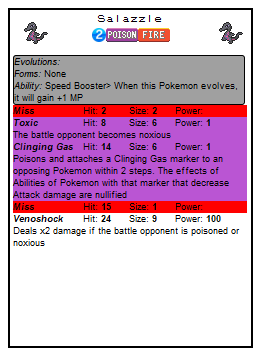 Salazzle
2 POISON FIRE
Evolutions:
Forms: None
Ability: Speed Booster> When this Pokemon evolves,
it will gain +1 MP
Miss Hit: 2 Size: 2 Power:
Toxic Hit: 8 Size: 6 Power: 1
The battle opponent becomes noxious
Clinging Gas Hit: 14 Size: 6 Power: 1
Poisons and attaches a Clinging Gas marker to an
opposing Pokemon within 2 steps. The effects of
Abilities of Pokemon with that marker that decrease
Attack damage are nullified
Miss Hit: 15 Size: 1 Power:
Venoshock Hit: 24 Size: 9 Power: 100
Deals x2 damage if the battle opponent is poisoned or
noxious